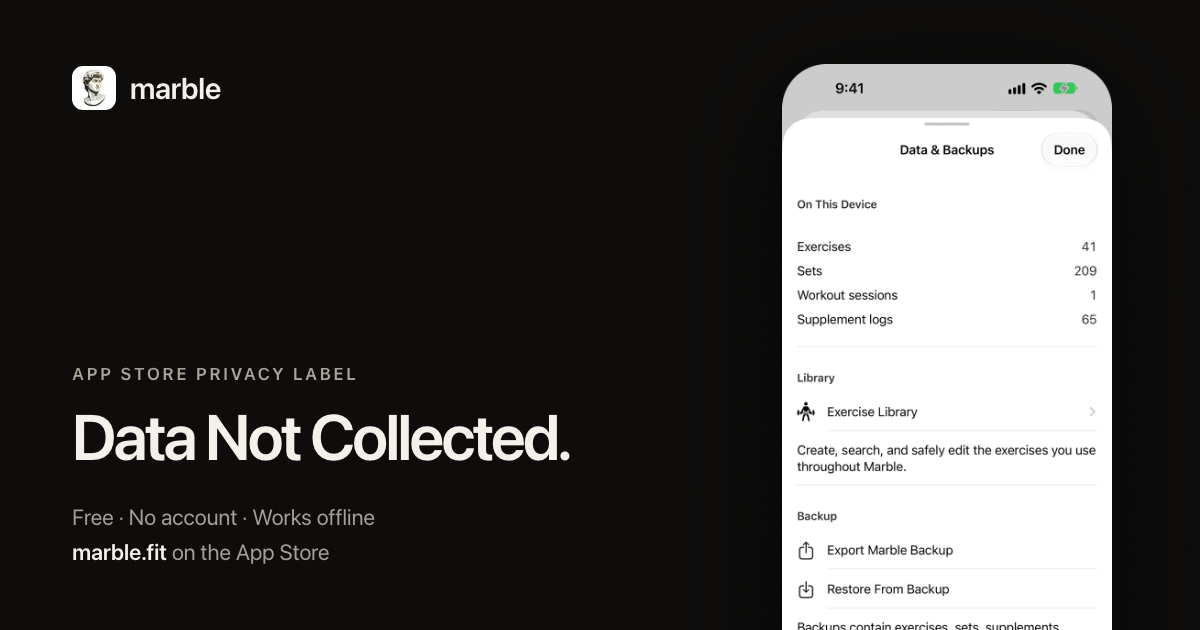 marble
APP STORE PRIVACY LABEL
Data Not Collected.
Free · No account · Works offline
marble.fit on the App Store
9:41
Data & Backups
Done
On This Device
Exercises 41
Sets 209
Workout sessions 1
Supplement logs 65
Library
Exercise Library
Create, search, and safely edit the exercises you use
throughout Marble.
Backup
Export Marble Backup
Restore From Backup
Backups contain exercises, sets, supplements,